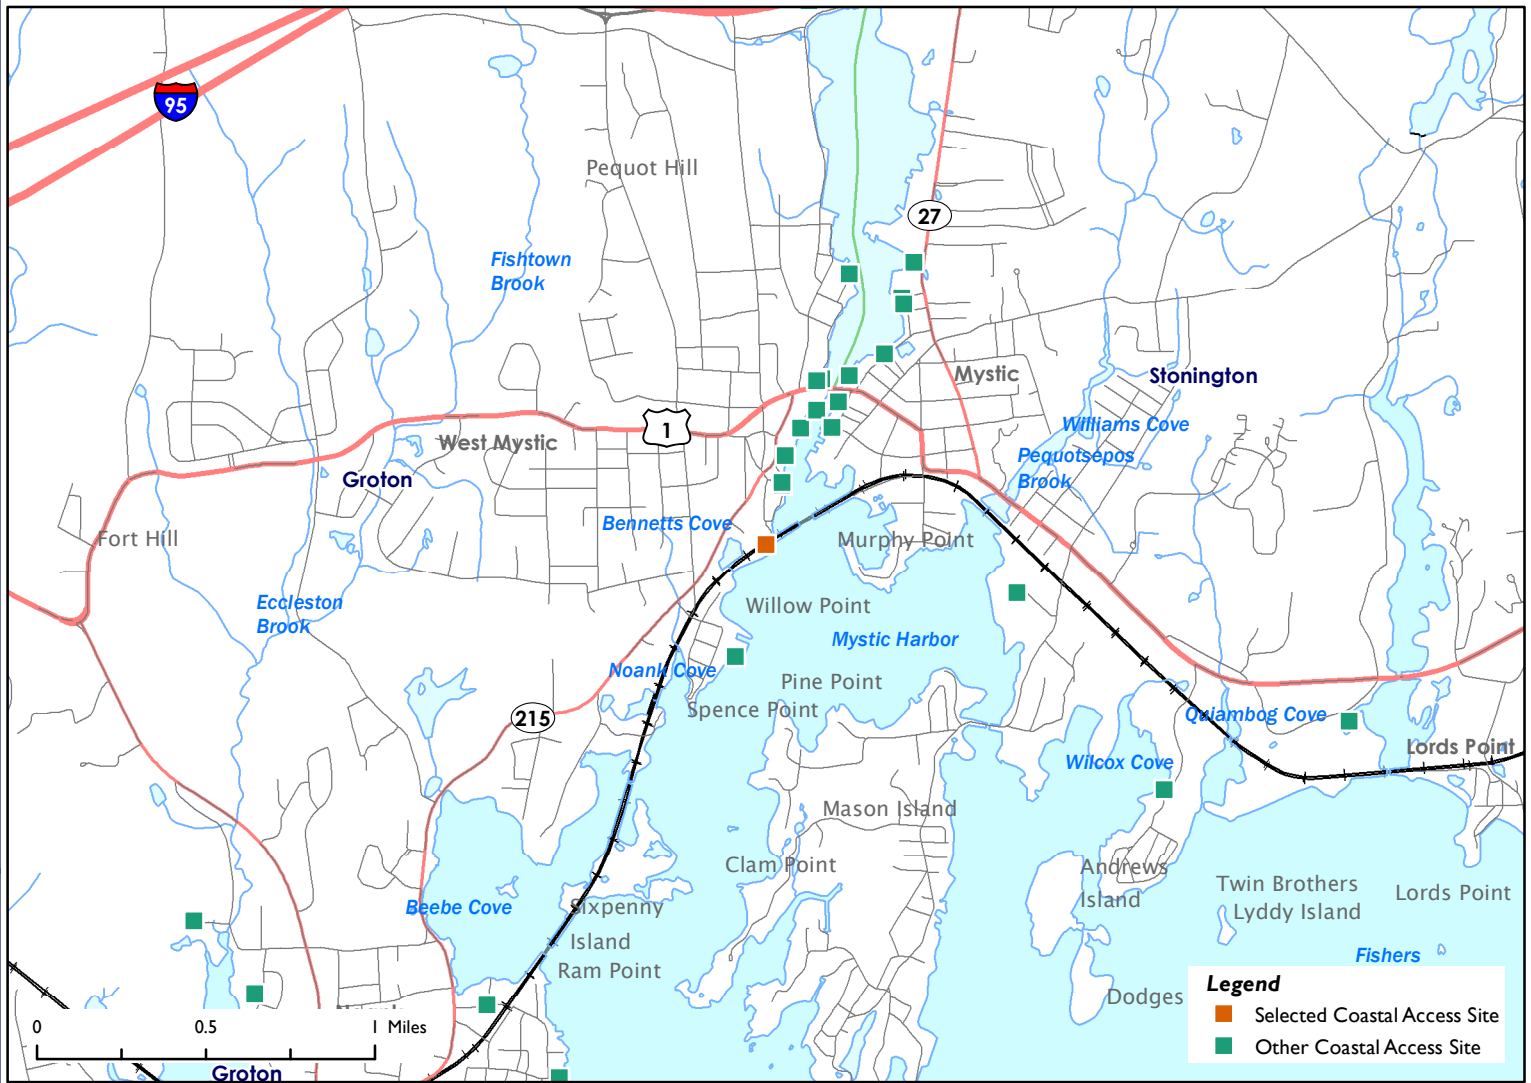 95
Pequot Hill
27
Fishtown
Brook
Mystic
Stonington
1
Williams Cove
West Mystic
Pequotsepos
Brook
Groton
Bennetts Cove
Fort Hill
Murphy Point
Eccleston
Brook
Willow Point
Mystic Harbor
Noank Cove
Pine Point
Spence Point
215
Quiambog Cove
Lords Point
Wilcox Cove
Mason Island
Clam Point
Andrews
Island
Twin Brothers
Lyddy Island
Lords Point
Beebe Cove
Sixpenny
Island
Ram Point
Fishers
Dodges
Legend
Selected Coastal Access Site
Other Coastal Access Site
0 0.5 1 Miles
Groton